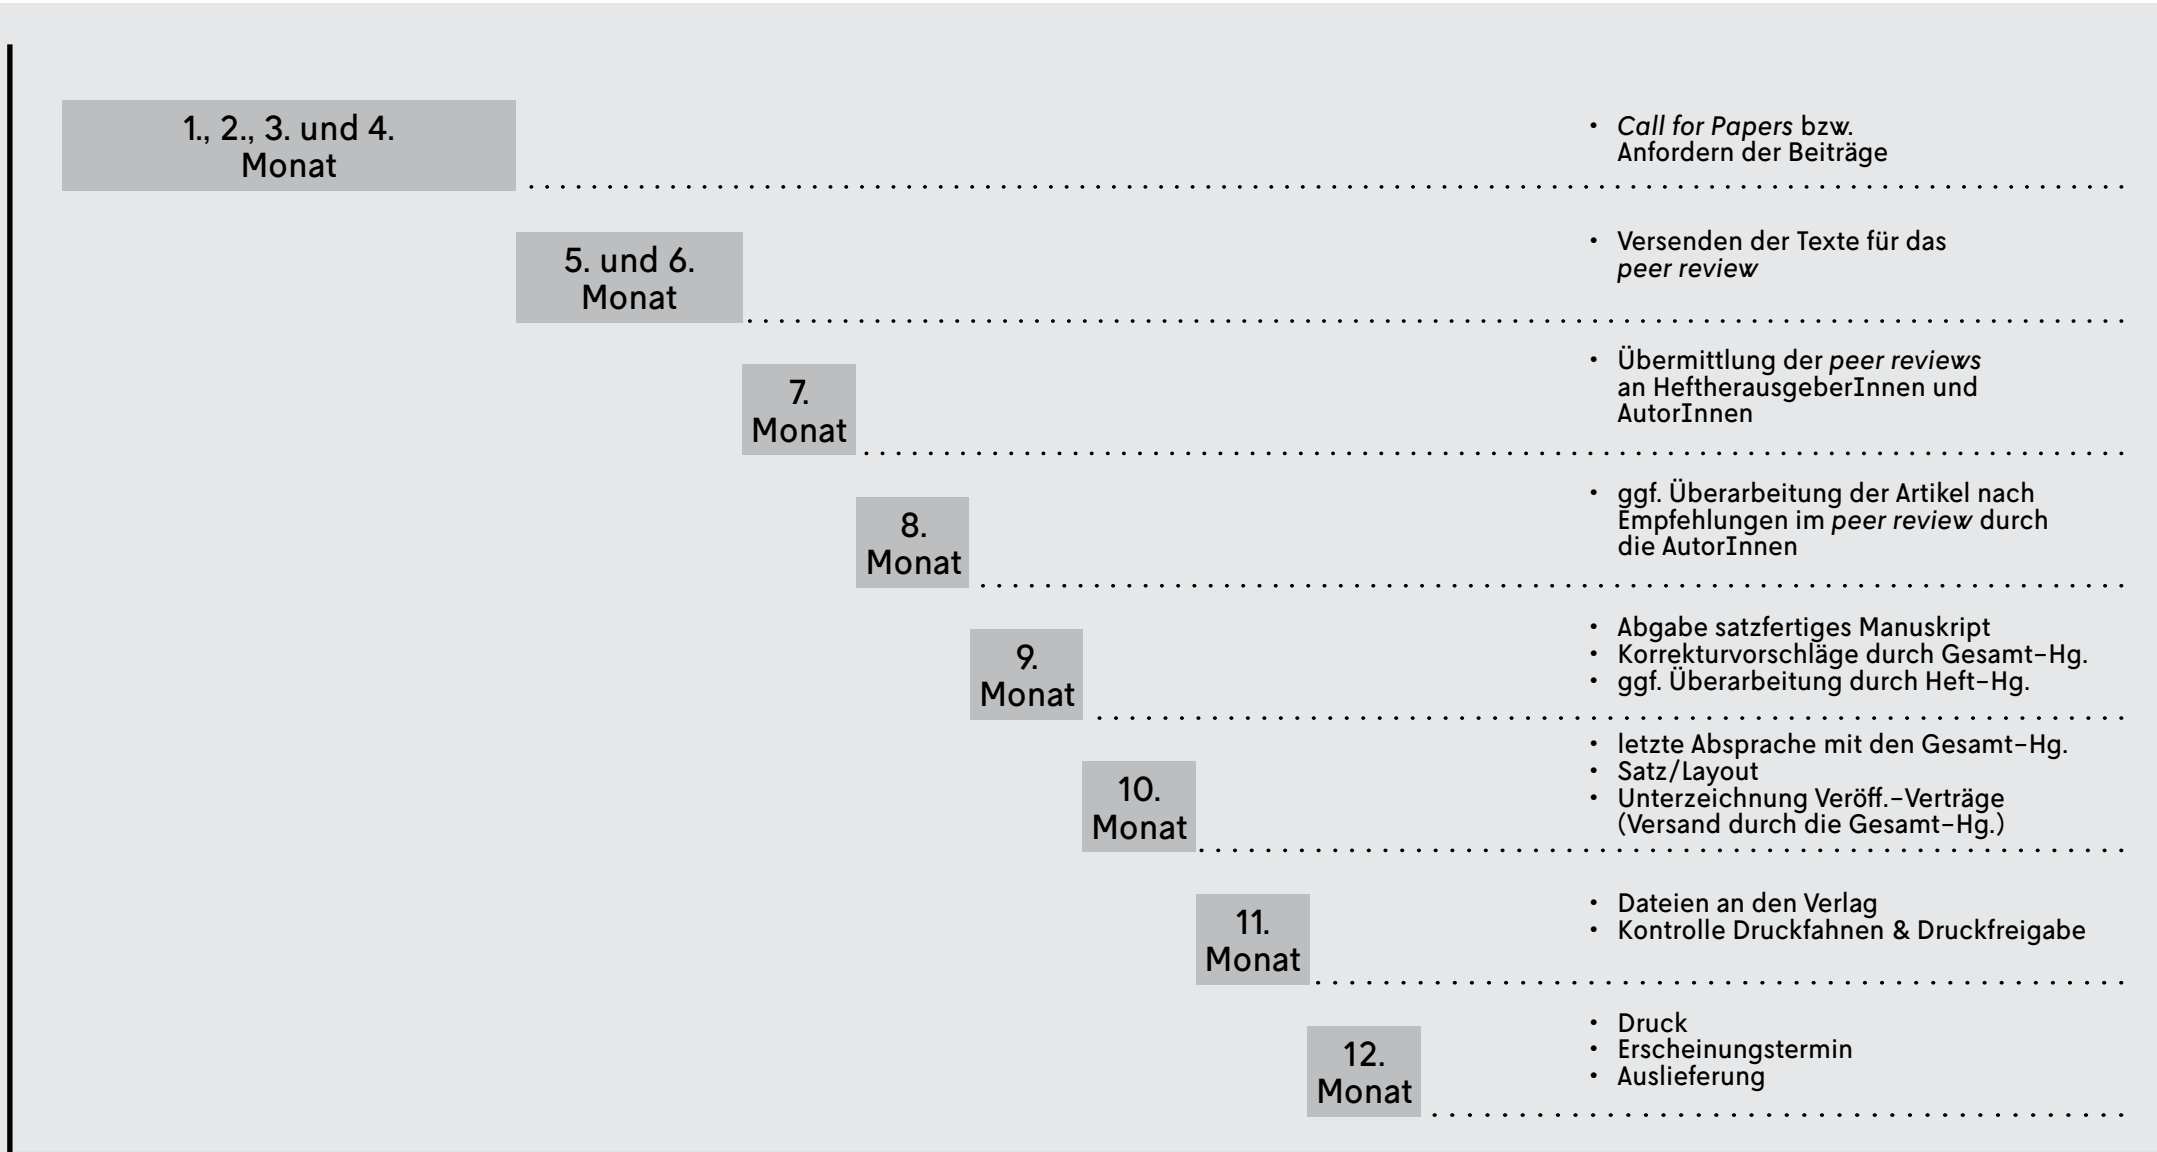 1., 2., 3. und 4.
Monat
• Call for Papers bzw.
Anfordern der Beiträge
5. und 6.
Monat
• Versenden der Texte für das
peer review
7.
Monat
• Übermittlung der peer reviews
an HeftherausgeberInnen und
AutorInnen
8.
Monat
• ggf. Überarbeitung der Artikel nach
Empfehlungen im peer review durch
die AutorInnen
9.
Monat
• Abgabe satzfertiges Manuskript
• Korrekturvorschläge durch Gesamt-Hg.
• ggf. Überarbeitung durch Heft-Hg.
10.
Monat
• letzte Absprache mit den Gesamt-Hg.
• Satz/Layout
• Unterzeichnung Veröff.-Verträge
(Versand durch die Gesamt-Hg.)
11.
Monat
• Dateien an den Verlag
• Kontrolle Druckfahnen & Druckfreigabe
12.
Monat
• Druck
• Erscheinungstermin
• Auslieferung